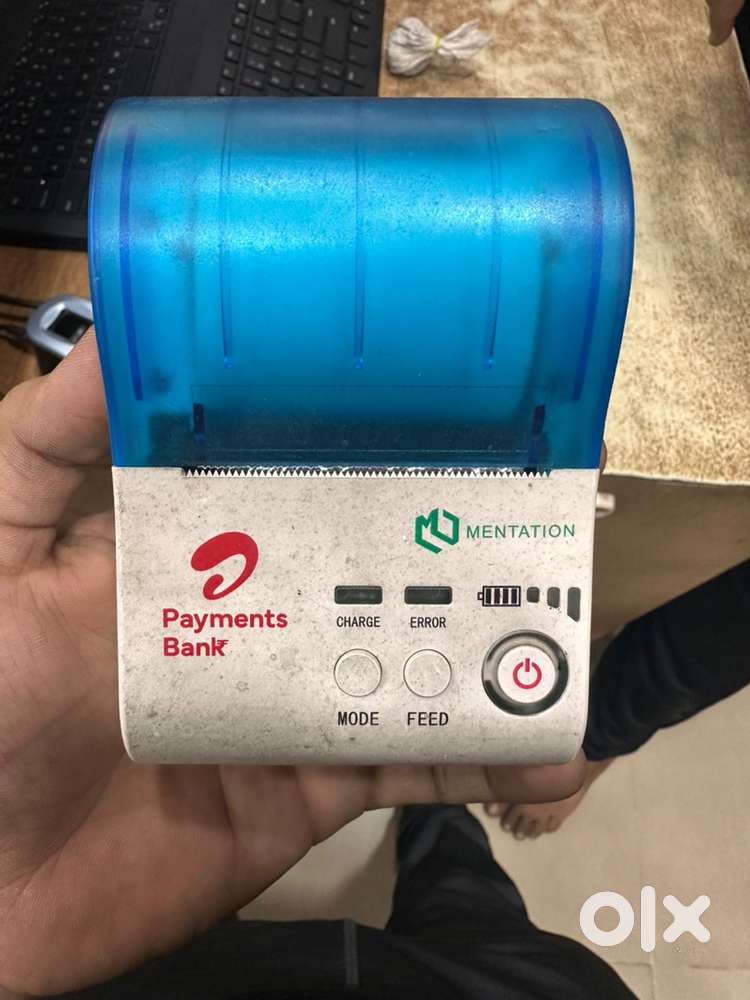 MENTATION
Payments
Bank₹
CHARGE ERROR
MODE FEED
olx